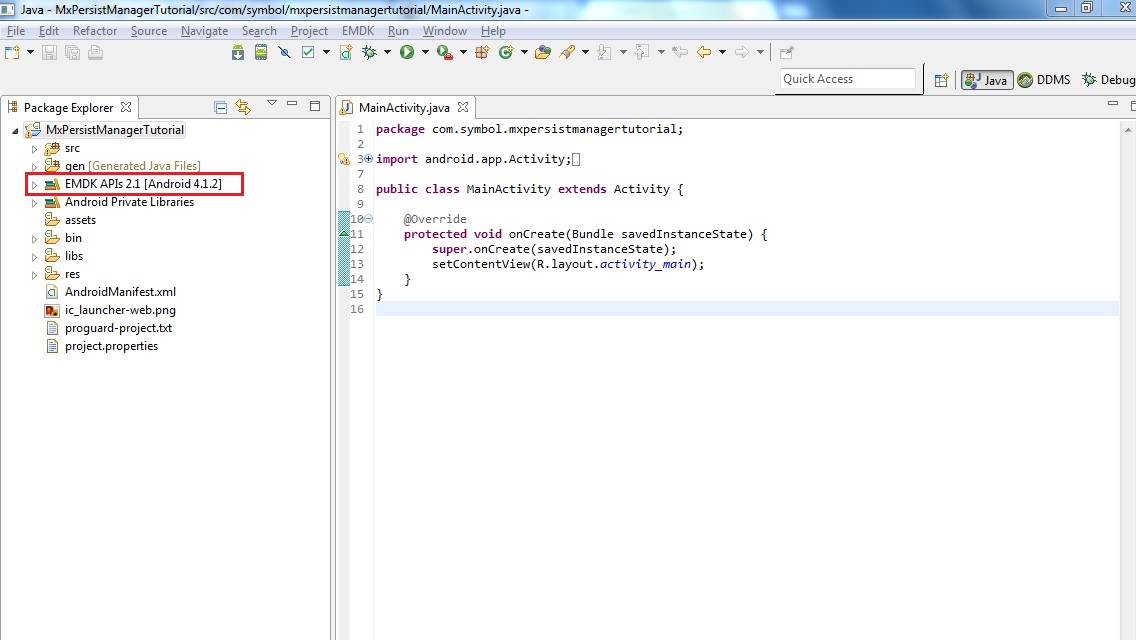 Java - MxPersistManagerTutorial/src/com/symbol/mxpersistmanagertutorial/MainActivity.java -
File Edit Refactor Source Navigate Search Project EMDK Run Window Help
Quick Access
Java DDMS Debug
Package Explorer
MxPersistManagerTutorial
src
gen [Generated Java Files]
EMDK APIs 2.1 [Android 4.1.2]
Android Private Libraries
assets
bin
libs
res
AndroidManifest.xml
ic_launcher-web.png
proguard-project.txt
project.properties
MainActivity.java
1 package com.symbol.mxpersistmanagertutorial;
2
3 import android.app.Activity;
7
8 public class MainActivity extends Activity {
9
10 @Override
11 protected void onCreate(Bundle savedInstanceState) {
12 super.onCreate(savedInstanceState);
13 setContentView(R.layout.activity_main);
14 }
15 }
16